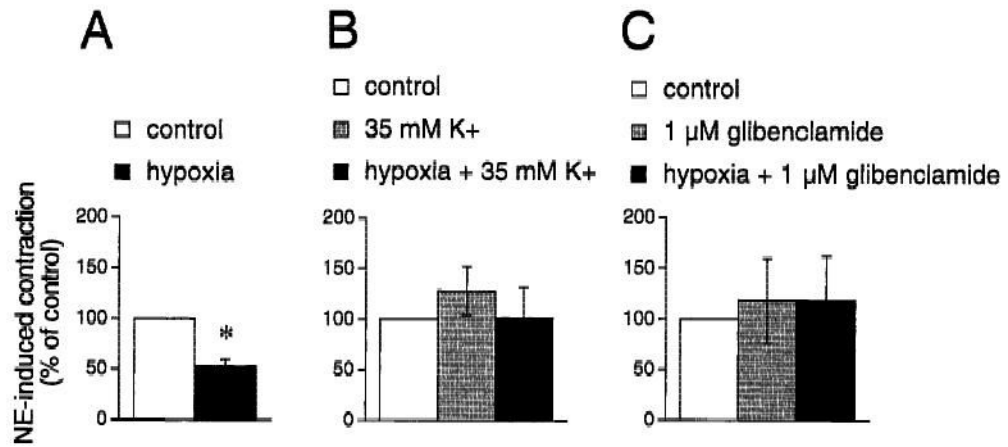 A
B
C
control
hypoxia
control
35 mM K+
hypoxia + 35 mM K+
control
1 µM glibenclamide
hypoxia + 1 µM glibenclamide
NE-induced contraction
(% of control)
200
150
100
50
0
*
200
150
100
50
0
200
150
100
50
0